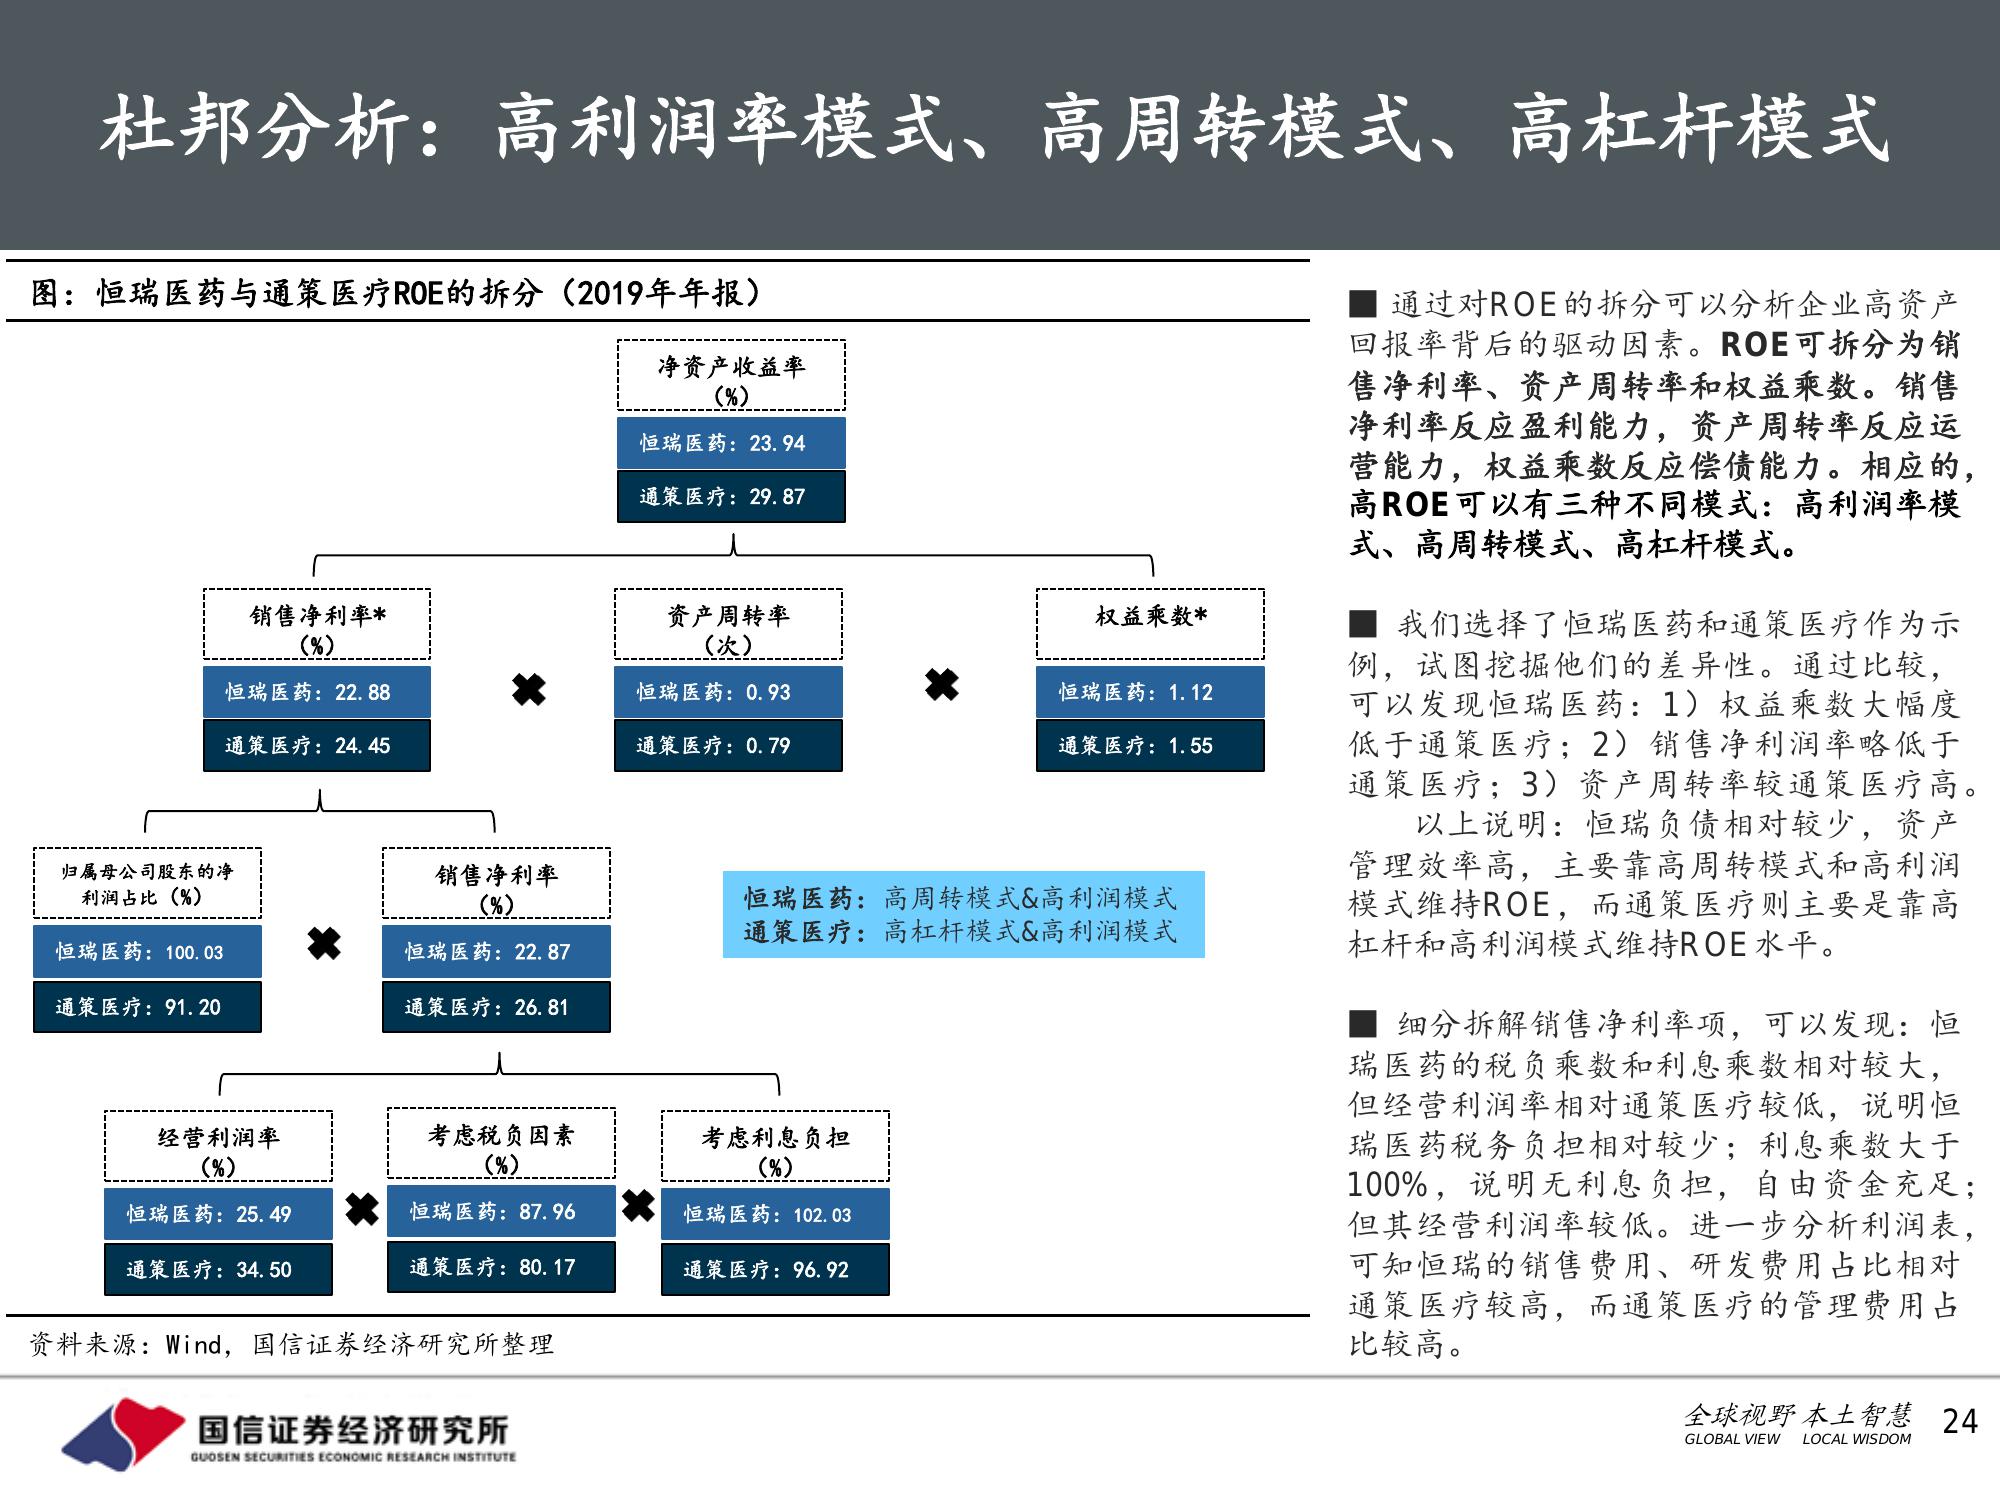 杜邦分析：高利润率模式、高周转模式、高杠杆模式
图：恒瑞医药与通策医疗ROE的拆分（2019年年报）
净资产收益率
（%）
恒瑞医药：23.94
通策医疗：29.87
销售净利率*
（%）
恒瑞医药：22.88
通策医疗：24.45
资产周转率
（次）
恒瑞医药：0.93
通策医疗：0.79
权益乘数*
恒瑞医药：1.12
通策医疗：1.55
归属母公司股东的净
利润占比（%）
恒瑞医药：100.03
通策医疗：91.20
销售净利率
（%）
恒瑞医药：22.87
通策医疗：26.81
恒瑞医药：高周转模式&高利润模式
通策医疗：高杠杆模式&高利润模式
经营利润率
（%）
恒瑞医药：25.49
通策医疗：34.50
考虑税负因素
（%）
恒瑞医药：87.96
通策医疗：80.17
考虑利息负担
（%）
恒瑞医药：102.03
通策医疗：96.92
资料来源：Wind，国信证券经济研究所整理
■ 通过对ROE的拆分可以分析企业高资产
回报率背后的驱动因素。ROE可拆分为销
售净利率、资产周转率和权益乘数。销售
净利率反应盈利能力，资产周转率反应运
营能力，权益乘数反应偿债能力。相应的，
高ROE可以有三种不同模式：高利润率模
式、高周转模式、高杠杆模式。
■ 我们选择了恒瑞医药和通策医疗作为示
例，试图挖掘他们的差异性。通过比较，
可以发现恒瑞医药：1）权益乘数大幅度
低于通策医疗；2）销售净利润率略低于
通策医疗；3）资产周转率较通策医疗高。
以上说明：恒瑞负债相对较少，资产
管理效率高，主要靠高周转模式和高利润
模式维持ROE，而通策医疗则主要是靠高
杠杆和高利润模式维持ROE水平。
■ 细分拆解销售净利率项，可以发现：恒
瑞医药的税负乘数和利息乘数相对较大，
但经营利润率相对通策医疗较低，说明恒
瑞医药税务负担相对较少；利息乘数大于
100%，说明无利息负担，自由资金充足；
但其经营利润率较低。进一步分析利润表，
可知恒瑞的销售费用、研发费用占比相对
通策医疗较高，而通策医疗的管理费用占
比较高。
国信证券经济研究所
GUOSEN SECURITIES ECONOMIC RESEARCH INSTITUTE
全球视野 本土智慧
GLOBAL VIEW LOCAL WISDOM
24